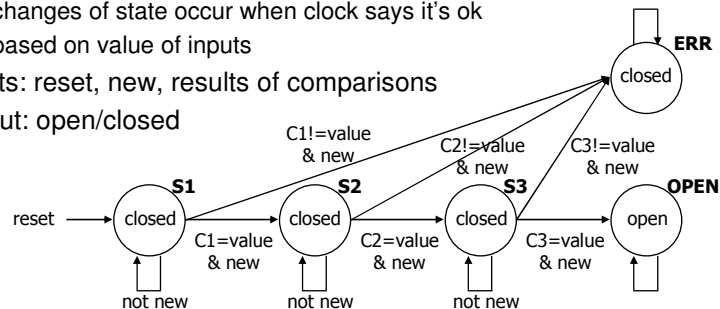 changes of state occur when clock says it's ok
based on value of inputs
ts: reset, new, results of comparisons
ut: open/closed
ERR
closed
C1!=value
& new
C2!=value
& new
C3!=value
& new
S1
S2
S3
OPEN
reset
closed
closed
closed
open
C1=value
& new
C2=value
& new
C3=value
& new
not new
not new
not new